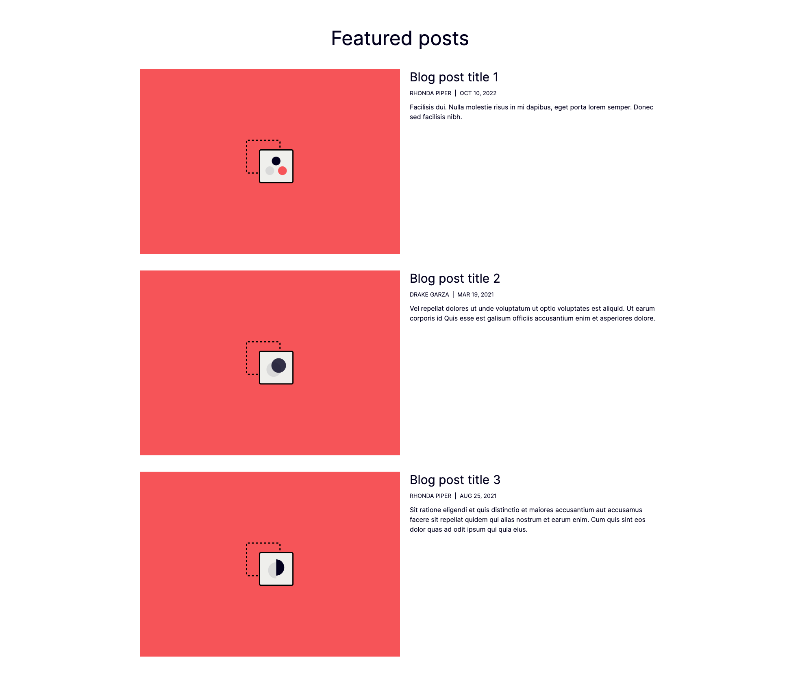 Featured posts
Blog post title 1
RHONDA PIPER | OCT 10, 2022
Facilisis dui. Nulla molestie risus in mi dapibus, eget porta lorem semper. Donec
sed facilisis nibh.
Blog post title 2
DRAKE GARZA | MAR 19, 2021
Vel repellat dolores ut unde voluptatum ut optio voluptates est aliquid. Ut earum
corporis id Quis esse est galisum officiis accusantium enim et asperiores dolore.
Blog post title 3
RHONDA PIPER | AUG 25, 2021
Sit ratione eligendi et quis distinctio et maiores accusantium aut accusamus
facere sit repellat quidem qui alias nostrum et earum enim. Cum quis sint eos
dolor quas ad odit ipsum qui quia eius.